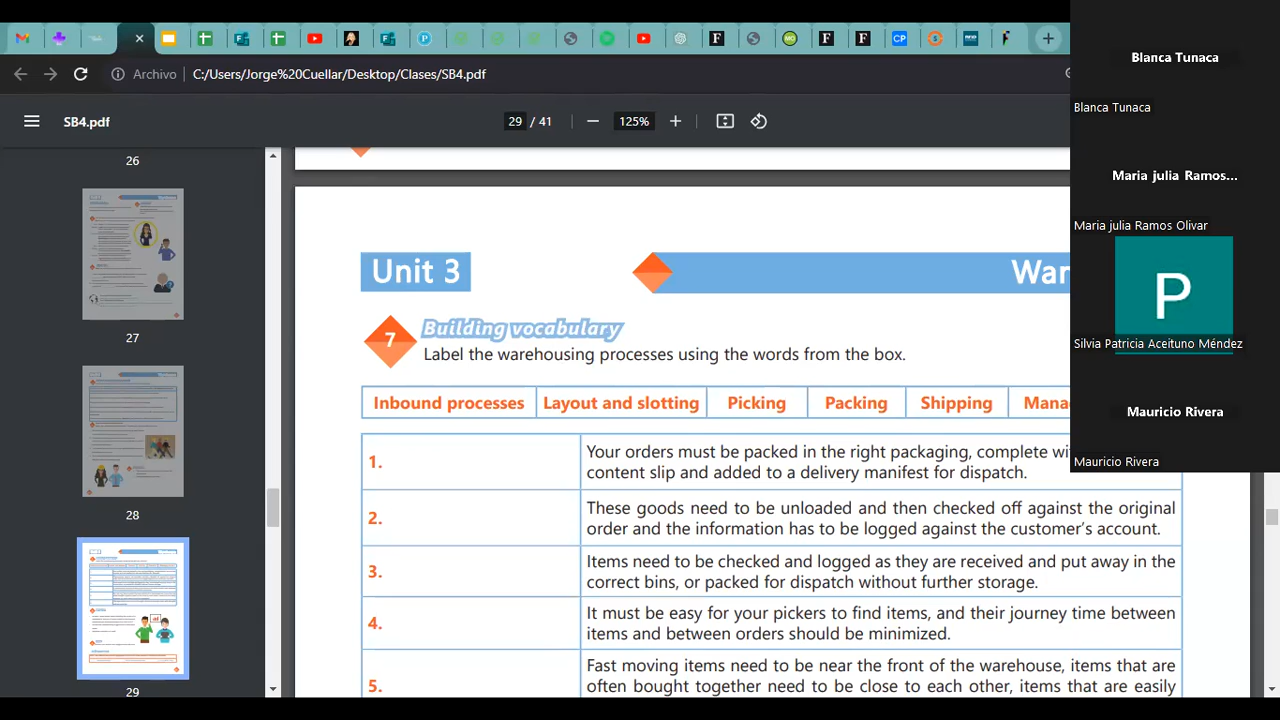 Archivo
C:/Users/Jorge%20Cuellar/Desktop/Clases/SB4.pdf
SB4.pdf
29 / 41
125%
26
27
28
29
Unit 3
7
Building vocabulary
Label the warehousing processes using the words from the box.
Inbound processes Layout and slotting Picking Packing Shipping
1.
Your orders must be packed in the right packaging, complete
content slip and added to a delivery manifest for dispatch.
2.
These goods need to be unloaded and then checked off against the original
order and the information has to be logged against the customer's account.
3.
Items need to be checked and logged as they are received and put away in the
correct bins, or packed for dispatch without further storage.
4.
It must be easy for your pickers to find items, and their journey time between
items and between orders should be minimized.
5.
Fast moving items need to be near the front of the warehouse, items that are
often bought together need to be close to each other, items that are easily
Blanca Tunaca
Blanca Tunaca
Maria julia Ramos...
Maria julia Ramos Olivar
P
Silvia Patricia Aceituno Méndez
Mauricio Rivera
Mauricio Rivera